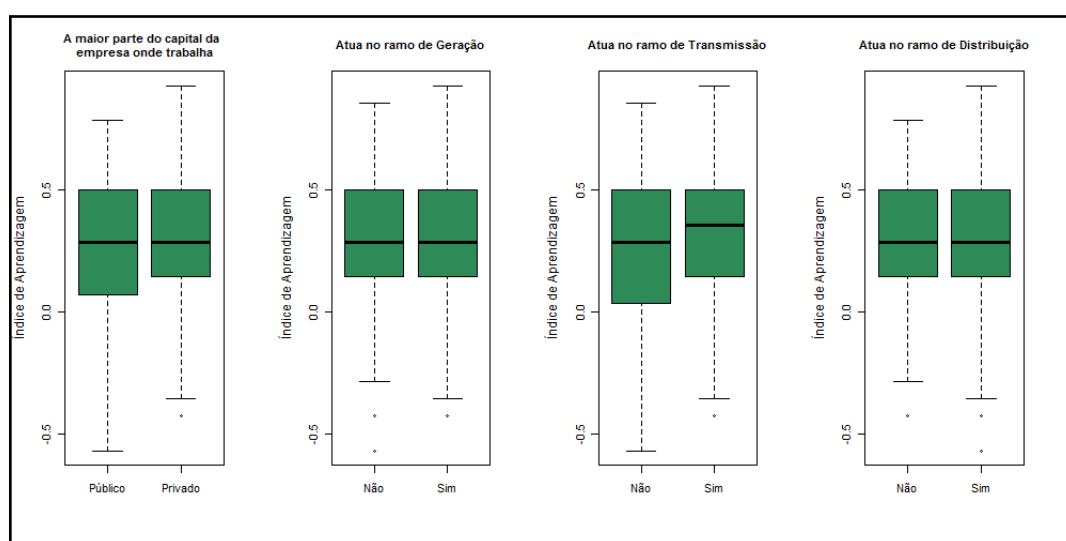 A maior parte do capital da
empresa onde trabalha
Índice de Aprendizagem
0.5
0.0
-0.5
Público Privado
Atua no ramo de Geração
Índice de Aprendizagem
0.5
0.0
-0.5
Não Sim
Atua no ramo de Transmissão
Índice de Aprendizagem
0.5
0.0
-0.5
Não Sim
Atua no ramo de Distribuição
Índice de Aprendizagem
0.5
0.0
-0.5
Não Sim